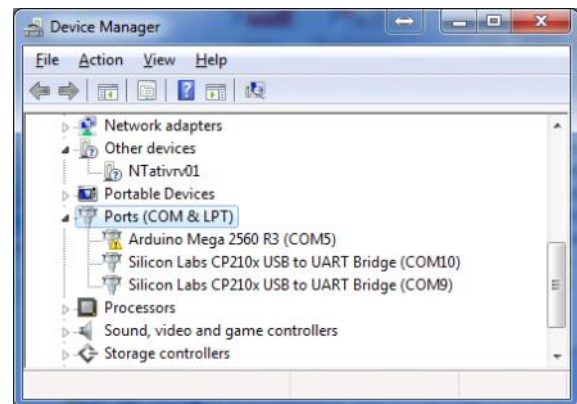 Device Manager
File Action View Help
Network adapters
Other devices
NTativrv01
Portable Devices
Ports (COM & LPT)
Arduino Mega 2560 R3 (COM5)
Silicon Labs CP210x USB to UART Bridge (COM10)
Silicon Labs CP210x USB to UART Bridge (COM9)
Processors
Sound, video and game controllers
Storage controllers